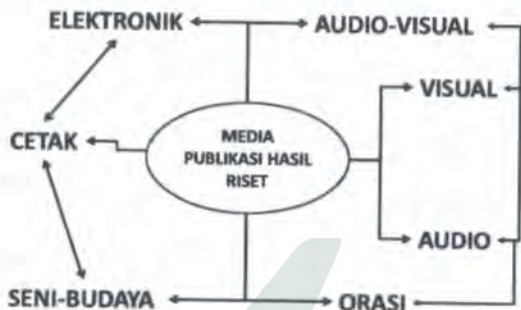 ELEKTRONIK
AUDIO-VISUAL
VISUAL
CETAK
MEDIA
PUBLIKASI HASIL
RISET
AUDIO
SENI-BUDAYA
ORASI